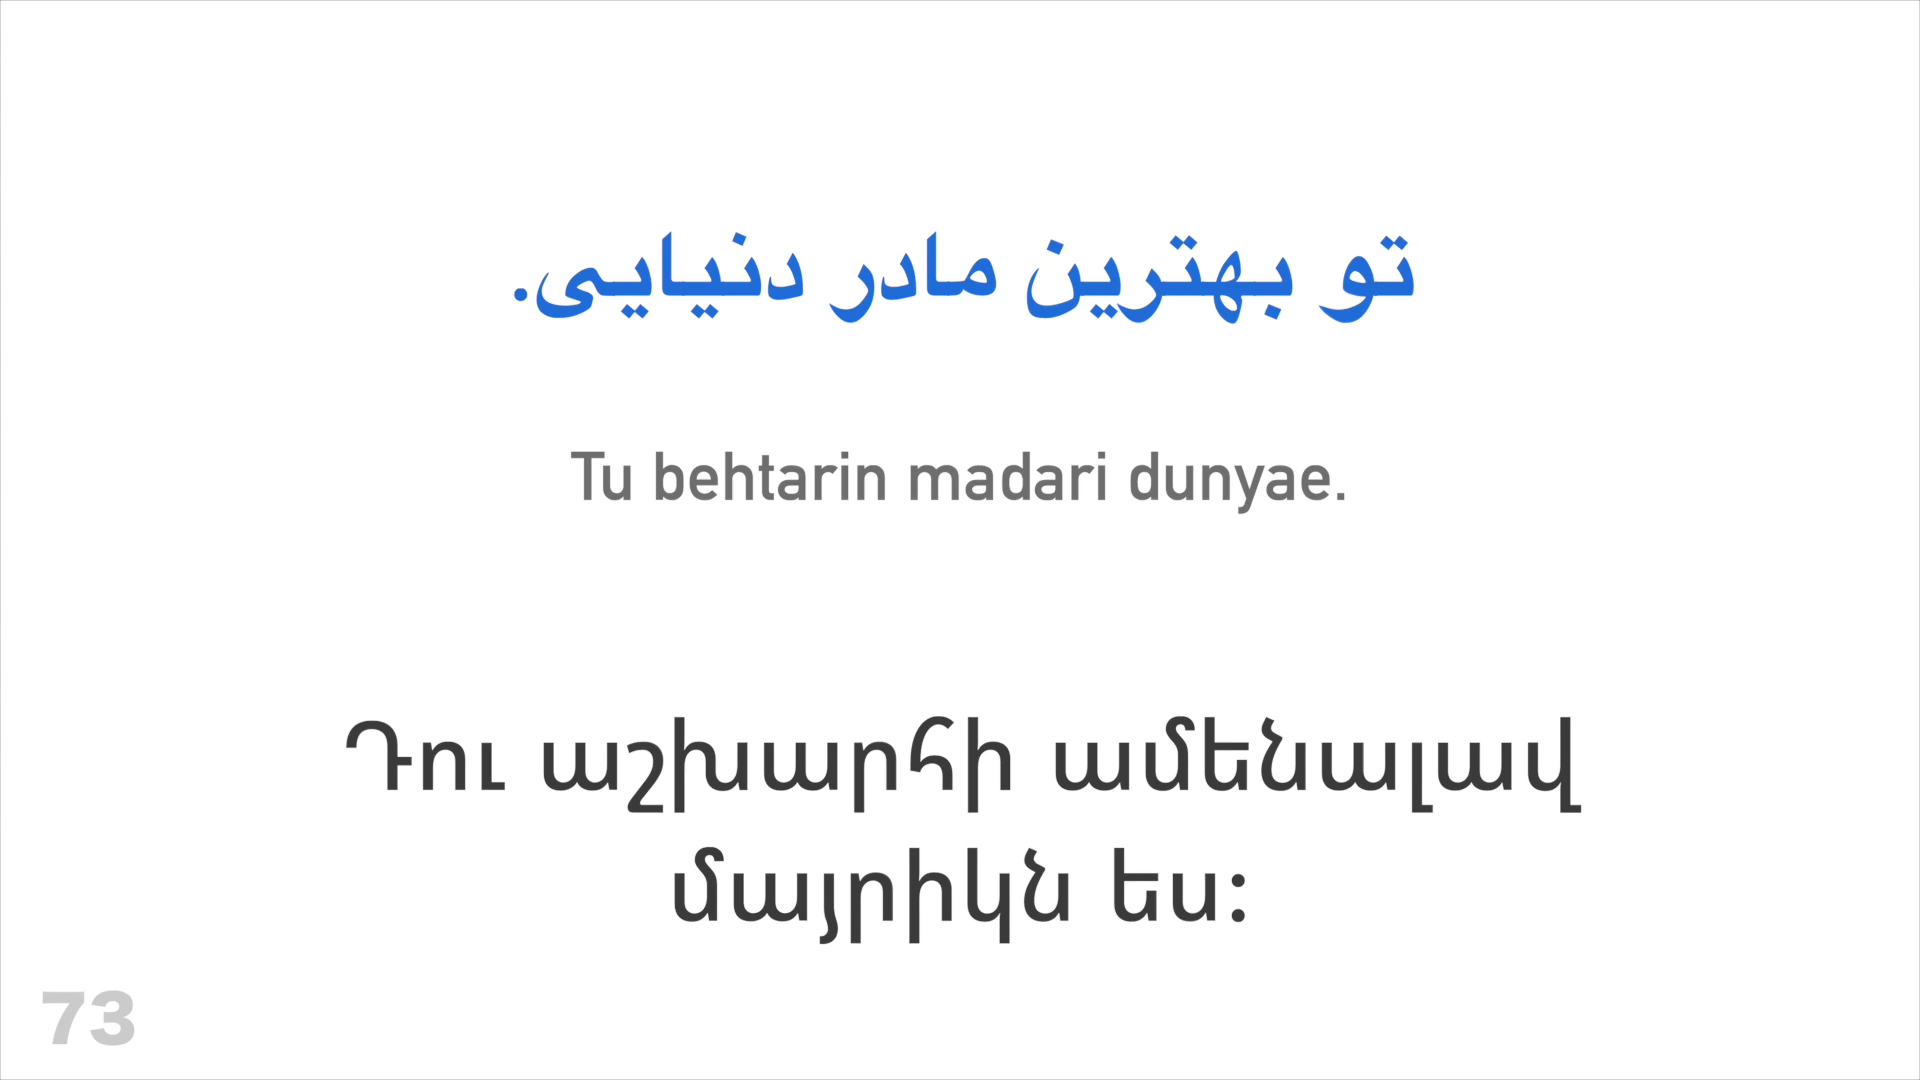 تو بهترین مادر دنیایی.
Tu behtarin madari dunyae.
Դու աշխարհի ամենալավ
մայրիկն ես:
73